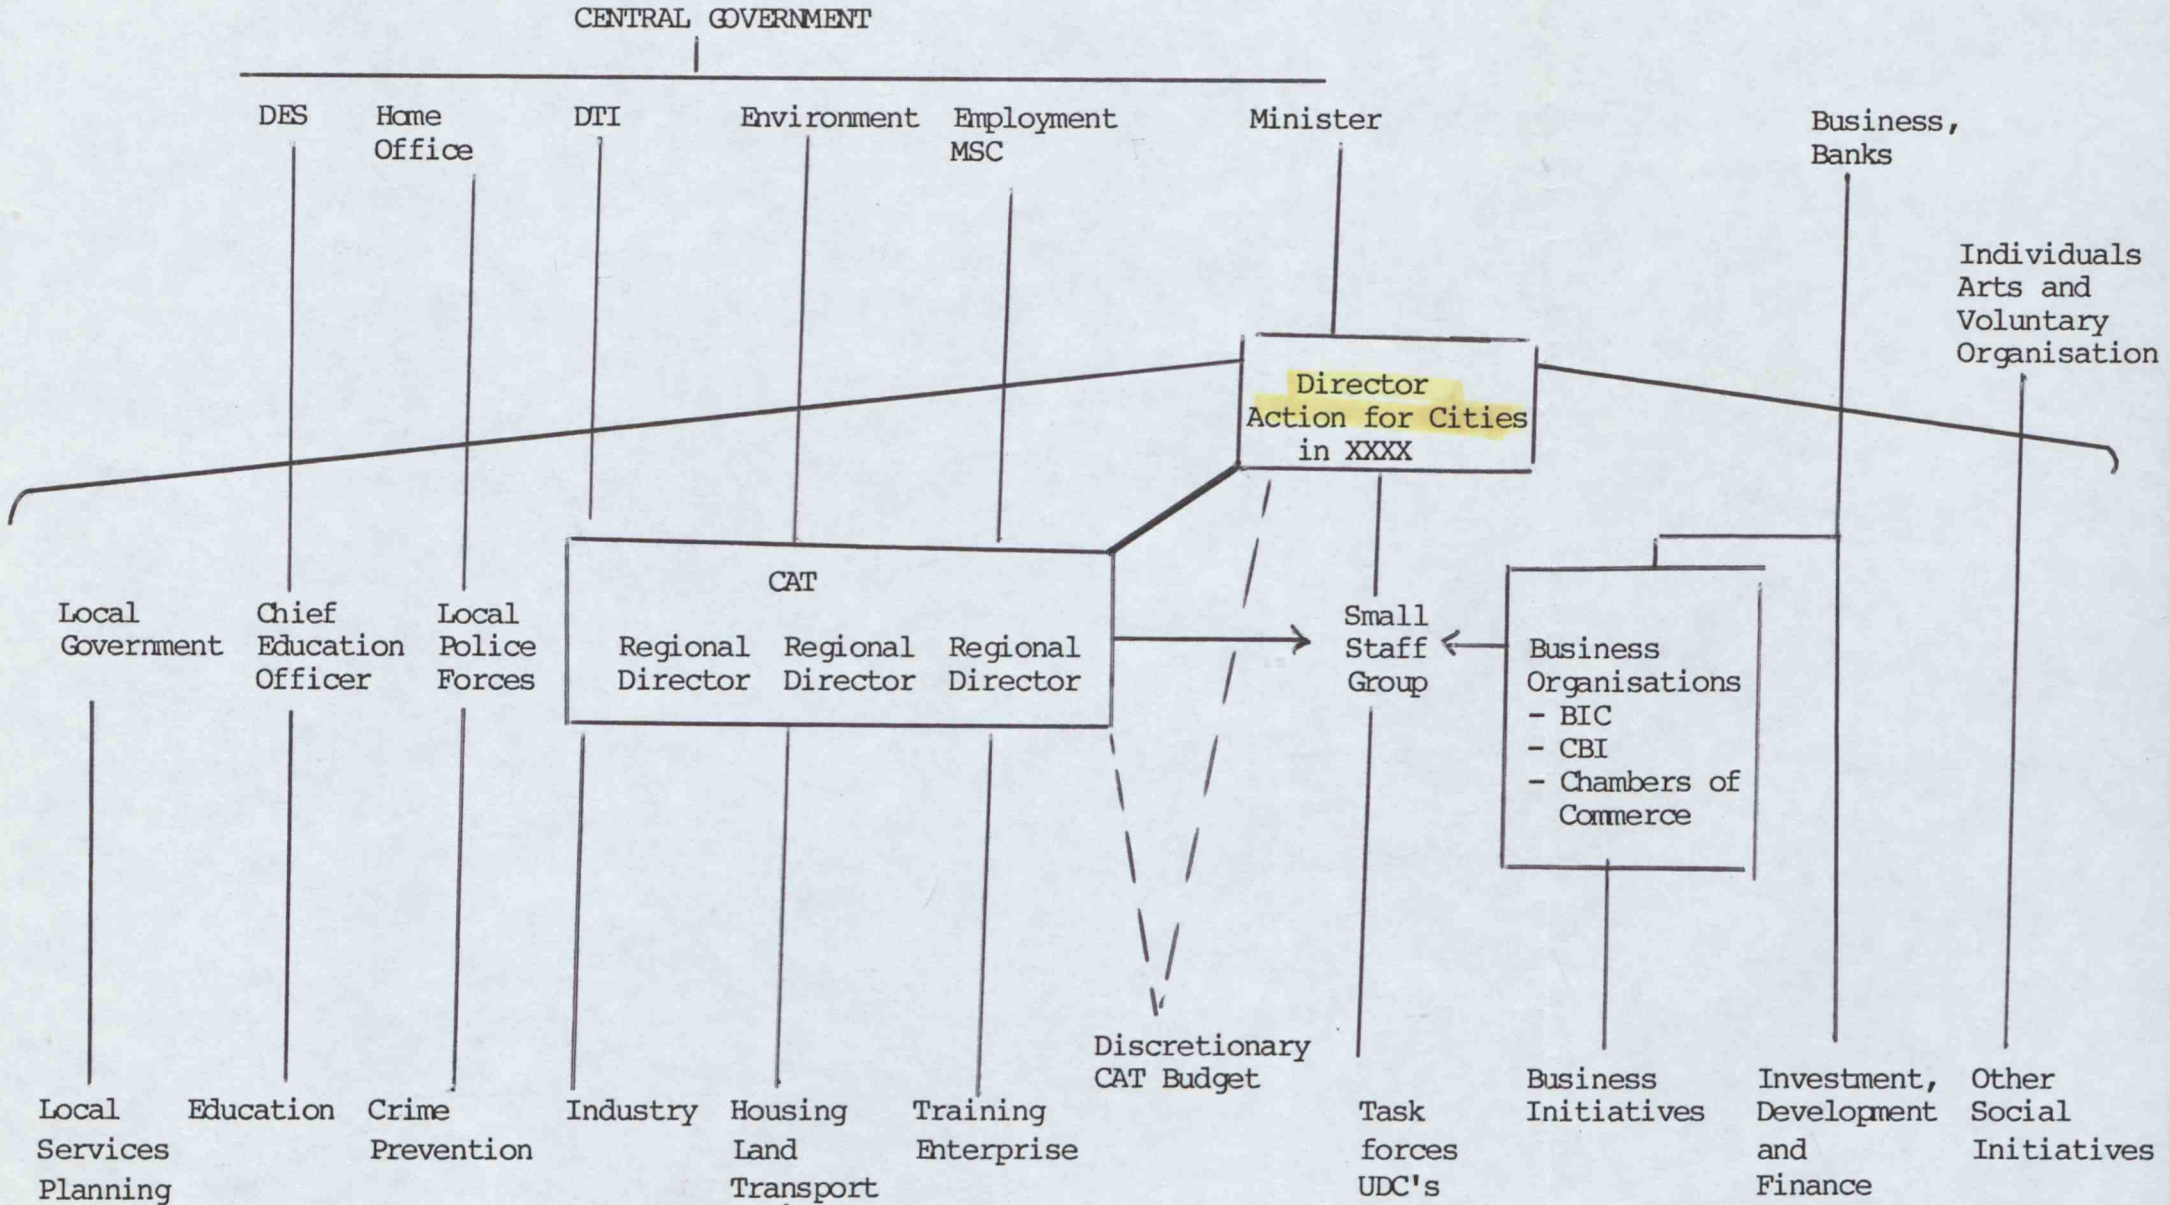 CENTRAL GOVERNMENT
DES
Home
Office
DTI
Environment
Employment
MSC
Minister
Business,
Banks
Individuals
Arts and
Voluntary
Organisation
Director
Action for Cities
in XXXX
Local
Government
Chief
Education
Officer
Local
Police
Forces
CAT
Regional
Director
Regional
Director
Regional
Director
Small
Staff
Group
Business
Organisations
- BIC
- CBI
- Chambers of
Commerce
Discretionary
CAT Budget
Local
Services
Planning
Education
Crime
Prevention
Industry
Housing
Land
Transport
Training
Enterprise
Task
forces
UDC's
Business
Initiatives
Investment,
Development
and
Finance
Other
Social
Initiatives